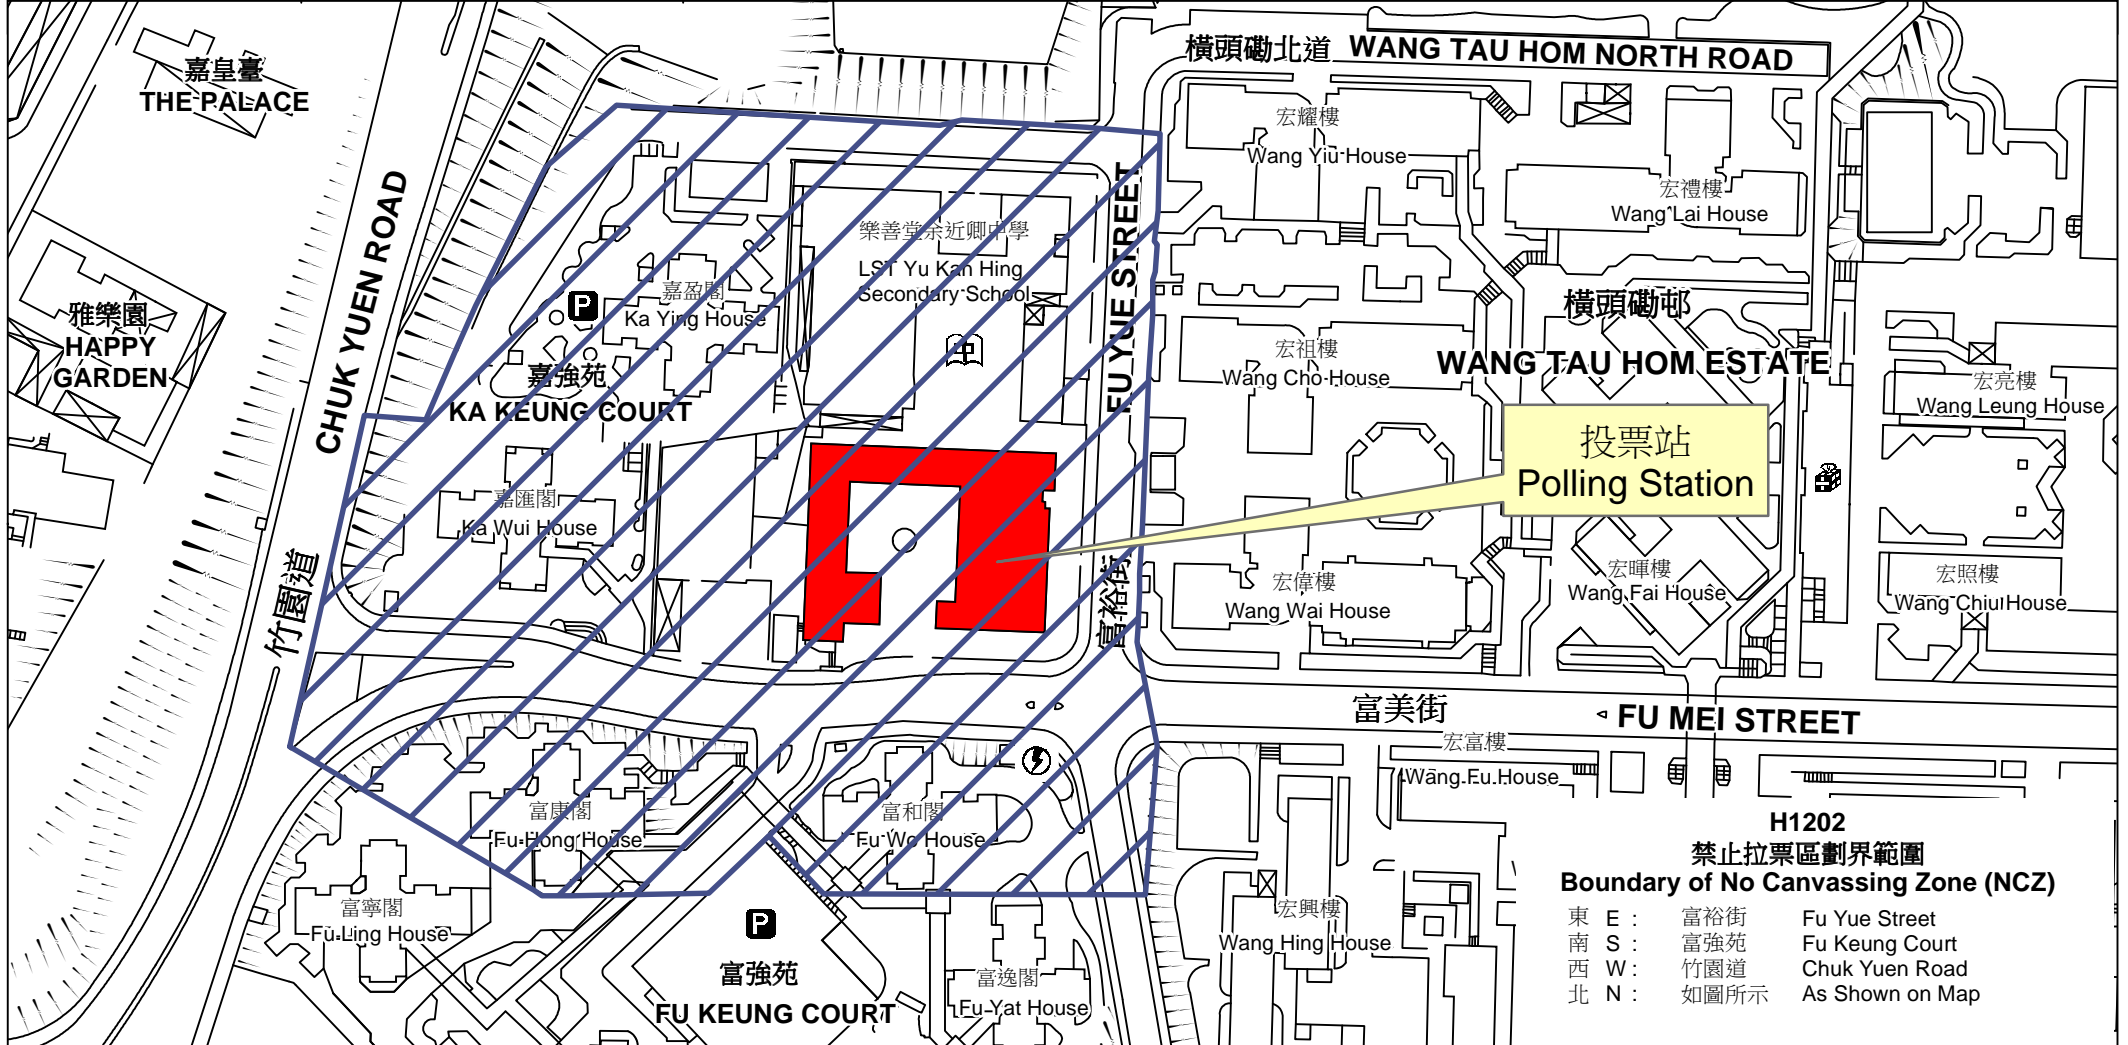 橫頭磡北道 WANG TAU HOM NORTH ROAD
嘉皇臺
THE PALACE
宏耀樓
Wang Yiu House
宏禮樓
Wang Lai House
CHUK YUEN ROAD
竹園道
FU YUE STREET
富裕街
樂善堂余近卿中學
LST Yu Kan Hing
Secondary School
嘉盈閣
Ka Ying House
P
雅樂園
HAPPY
GARDEN
嘉強苑
KA KEUNG COURT
橫頭磡邨
WANG TAU HOM ESTATE
宏祖樓
Wang Cho House
宏亮樓
Wang Leung House
投票站
Polling Station
嘉匯閣
Ka Wui House
宏偉樓
Wang Wai House
宏暉樓
Wang Fai House
宏照樓
Wang Chiu House
富美街 FU MEI STREET
宏富樓
Wang Fu House
富康閣
Fu Hong House
富和閣
Fu Wo House
富寧閣
Fu Ling House
P
富強苑
FU KEUNG COURT
富逸閣
Fu Yat House
宏興樓
Wang Hing House
H1202
禁止拉票區劃界範圍
Boundary of No Canvassing Zone (NCZ)
東 E : 富裕街 Fu Yue Street
南 S : 富強苑 Fu Keung Court
西 W : 竹園道 Chuk Yuen Road
北 N : 如圖所示 As Shown on Map